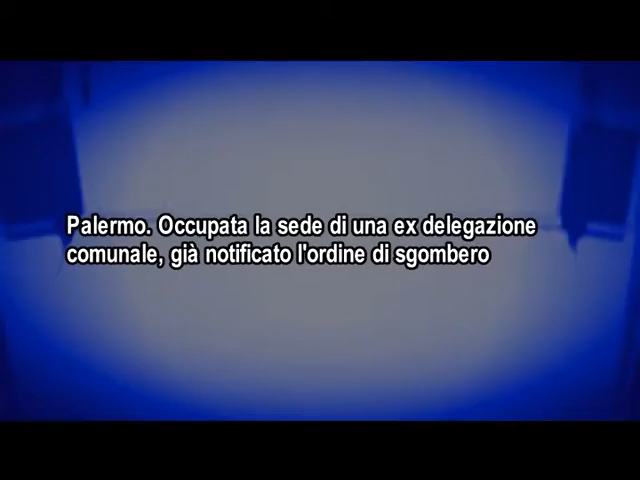 Palermo. Occupata la sede di una ex delegazione
comunale, già notificato l'ordine di sgombero